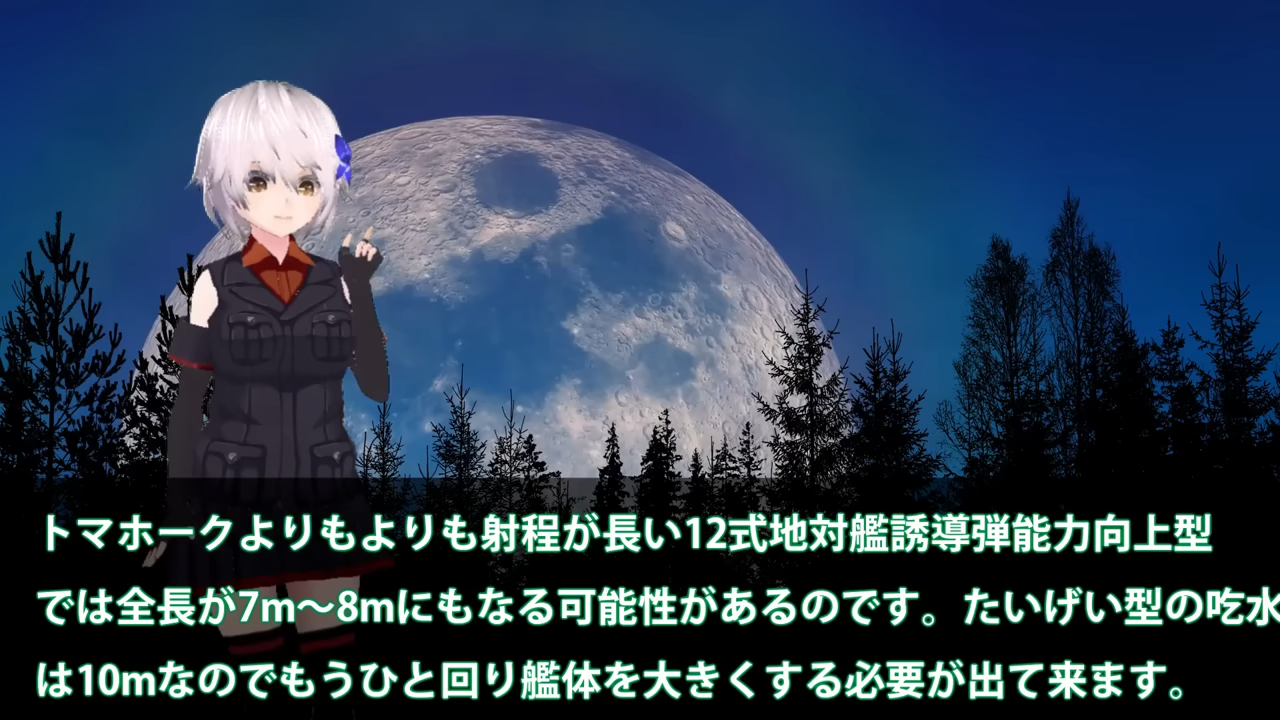 トマホークよりもよりも射程が長い12式地対艦誘導弾能力向上型
では全長が7m～8mにもなる可能性があるのです。たいげい型の吃水
は10mなのでもうひと回り艦体を大きくする必要が出て来ます。